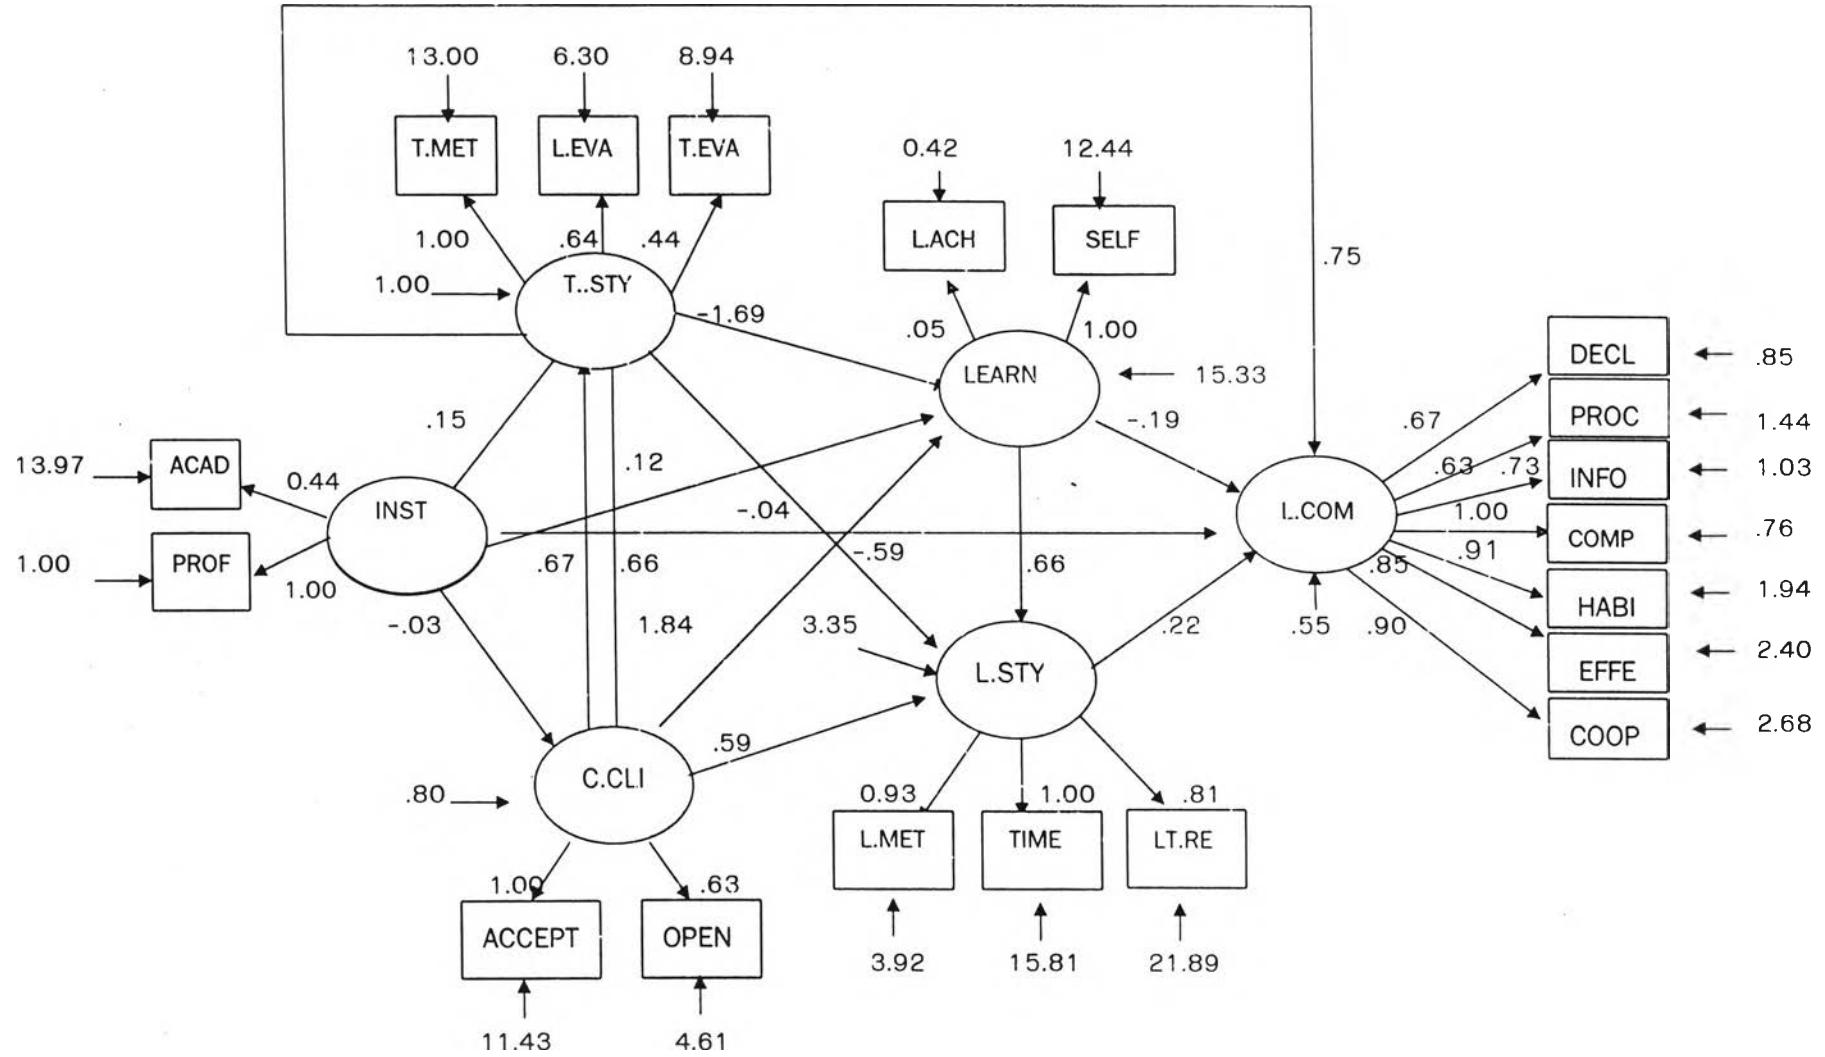 13.00 6.30 8.94
T.MET L.EVA T.EVA
0.42 12.44
L.ACH SELF
1.00 .64 .44
.75
1.00
T..STY
-1.69
.05 1.00
LEARN
15.33
DECL .85
.67
PROC 1.44
.15
-.19
13.97 ACAD 0.44
.12
.63 .73
INFO 1.03
INST
-.04
L.COM
1.00
COMP .76
1.00 PROF 1.00
.67 .66
-.59
.66
.85 .91
HABI 1.94
-.03
1.84
3.35
.22
.55 .90
EFFE 2.40
L.STY
COOP 2.68
.59
C.CLI
.80
0.93 1.00 .81
L.MET TIME LT.RE
1.00 .63
ACCEPT OPEN
3.92 15.81 21.89
11.43 4.61